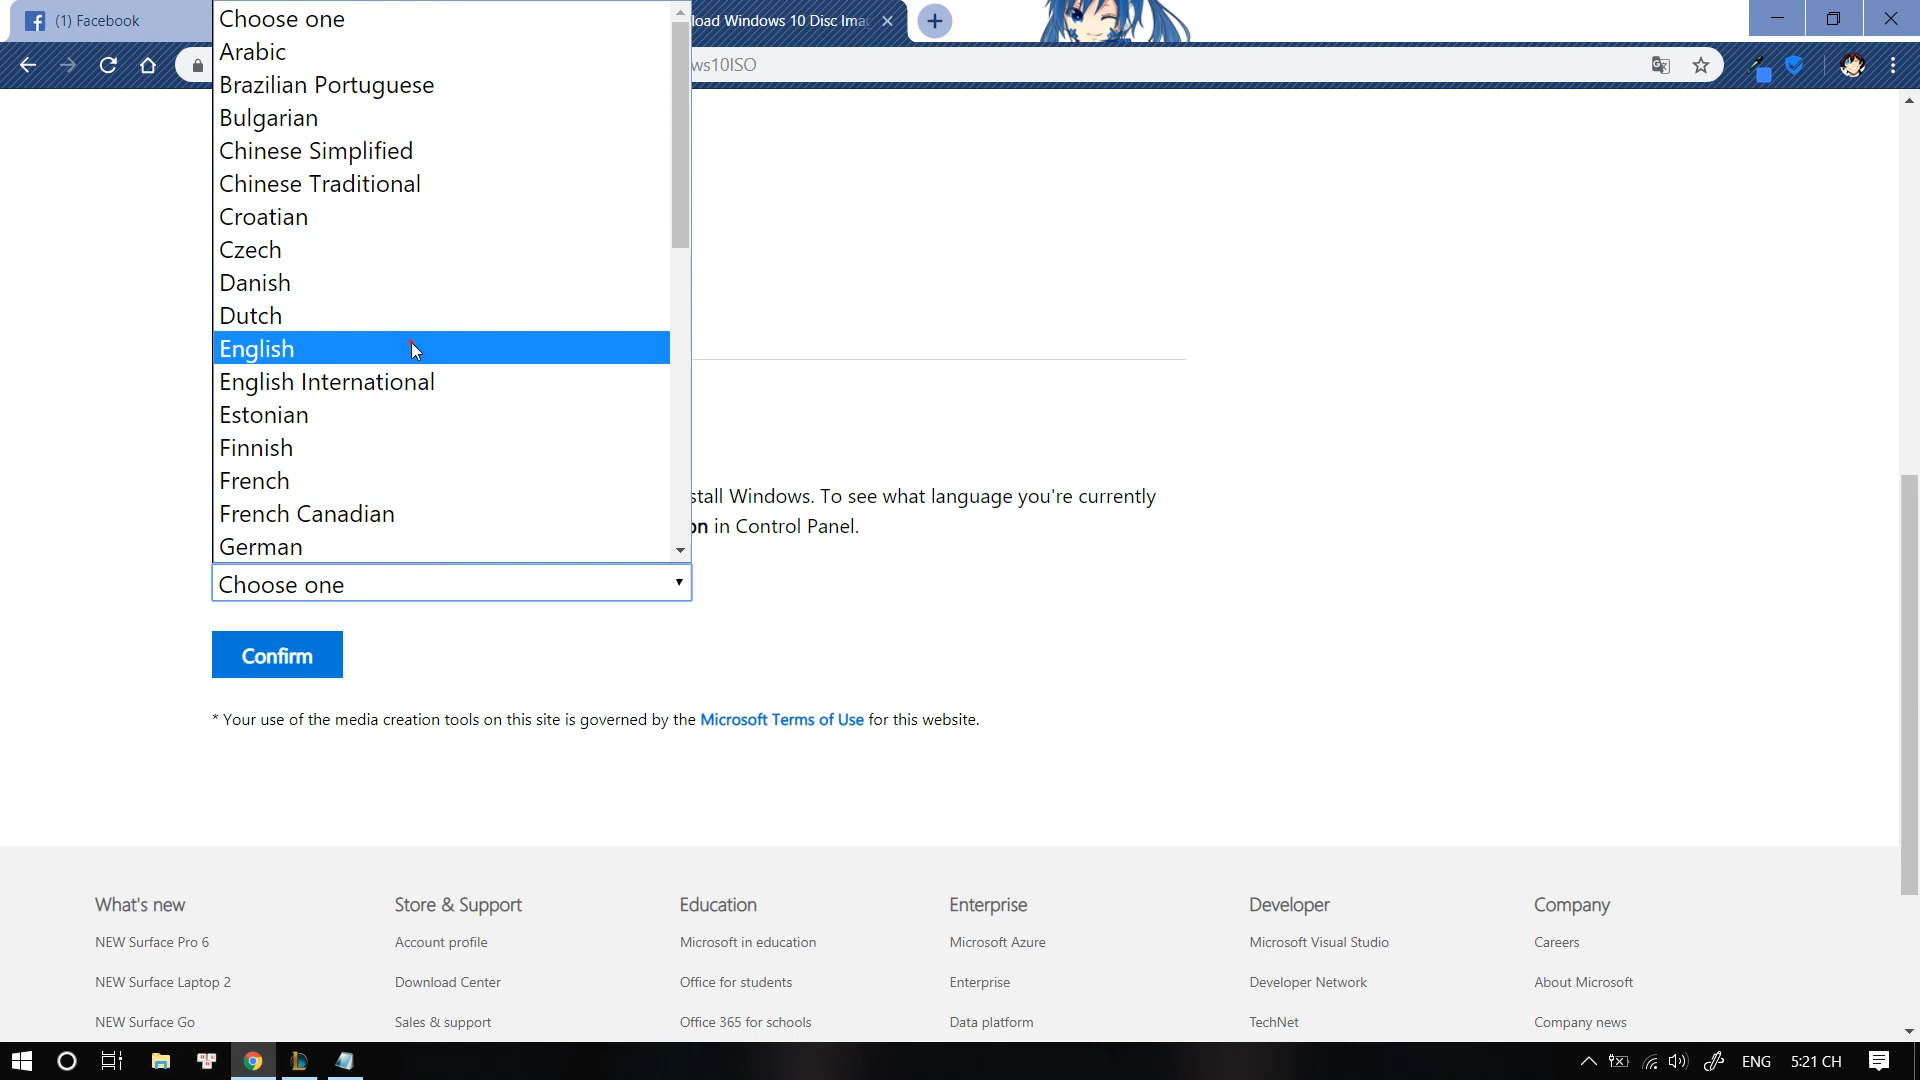 (1) Facebook
load Windows 10 Disc Ima
ws10ISO
Choose one
Arabic
Brazilian Portuguese
Bulgarian
Chinese Simplified
Chinese Traditional
Croatian
Czech
Danish
Dutch
English
English International
Estonian
Finnish
French
French Canadian
German
stall Windows. To see what language you're currently
on in Control Panel.
Choose one
Confirm
* Your use of the media creation tools on this site is governed by the Microsoft Terms of Use for this website.
What's new
Store & Support
Education
Enterprise
Developer
Company
NEW Surface Pro 6
Account profile
Microsoft in education
Microsoft Azure
Microsoft Visual Studio
Careers
NEW Surface Laptop 2
Download Center
Office for students
Enterprise
Developer Network
About Microsoft
NEW Surface Go
Sales & support
Office 365 for schools
Data platform
TechNet
Company news
ENG
5:21 CH